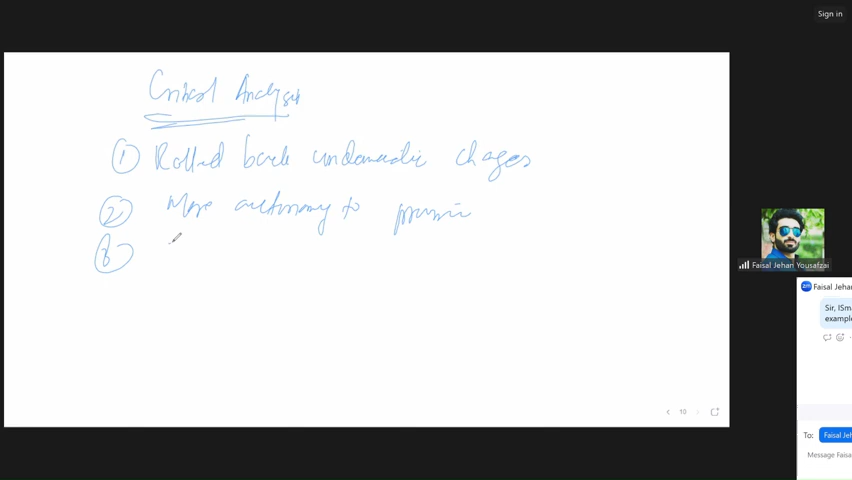 Sign in
Critical Analysis
① Rolled back undemocratic changes
② More autonomy to
③
Faisal Jehan Yousafzai
zm Faisal Jehan
Sir, ISm
example
10
To: Faisal Jeh
Message Faisa